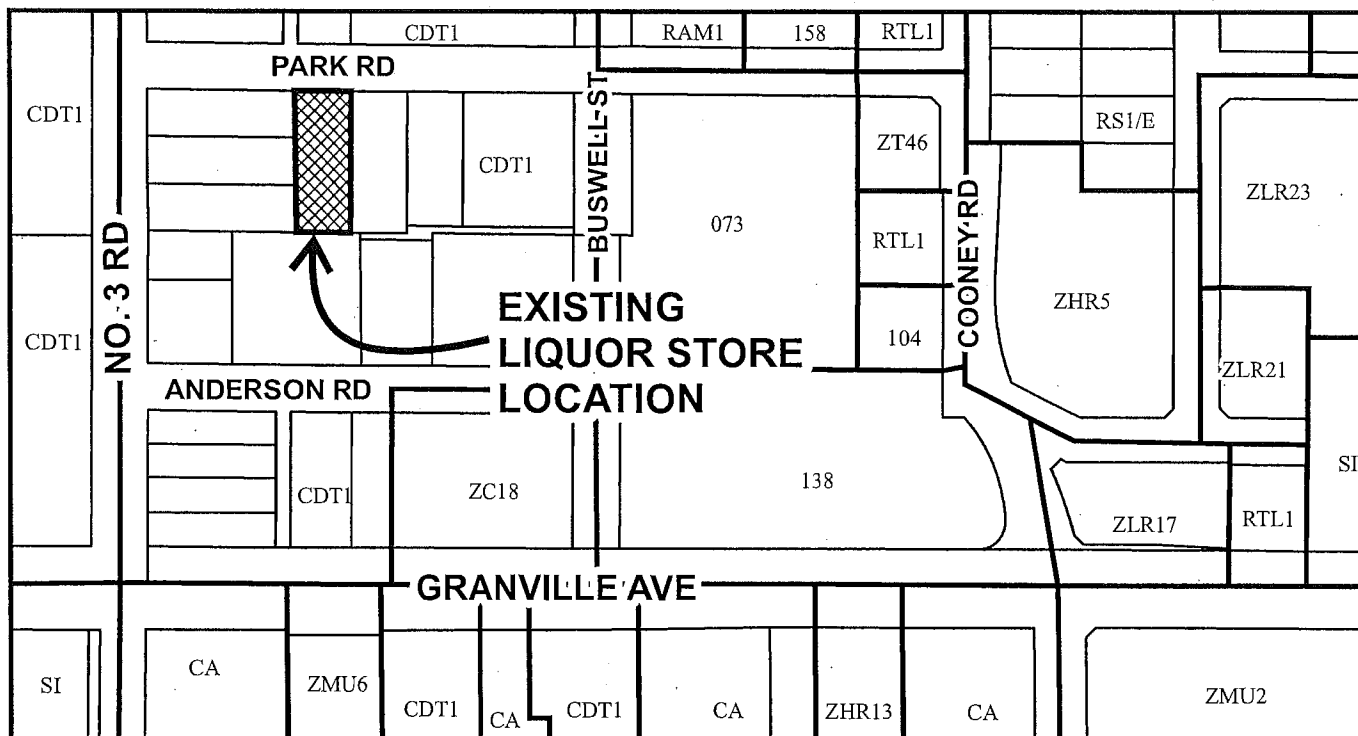 CDT1
RAM1
158
RTL1
PARK RD
CDT1
RS1/E
ZT46
CDT1
ZLR23
BUSWELL ST
073
COONEY RD
RTL1
NO. 3 RD
ZHR5
EXISTING
LIQUOR STORE
LOCATION
CDT1
104
ZLR21
ANDERSON RD
CDT1
ZC18
138
ZLR17
RTL1
SI
GRANVILLE AVE
SI
CA
ZMU6
CDT1
CA
CDT1
CA
ZHR13
CA
ZMU2